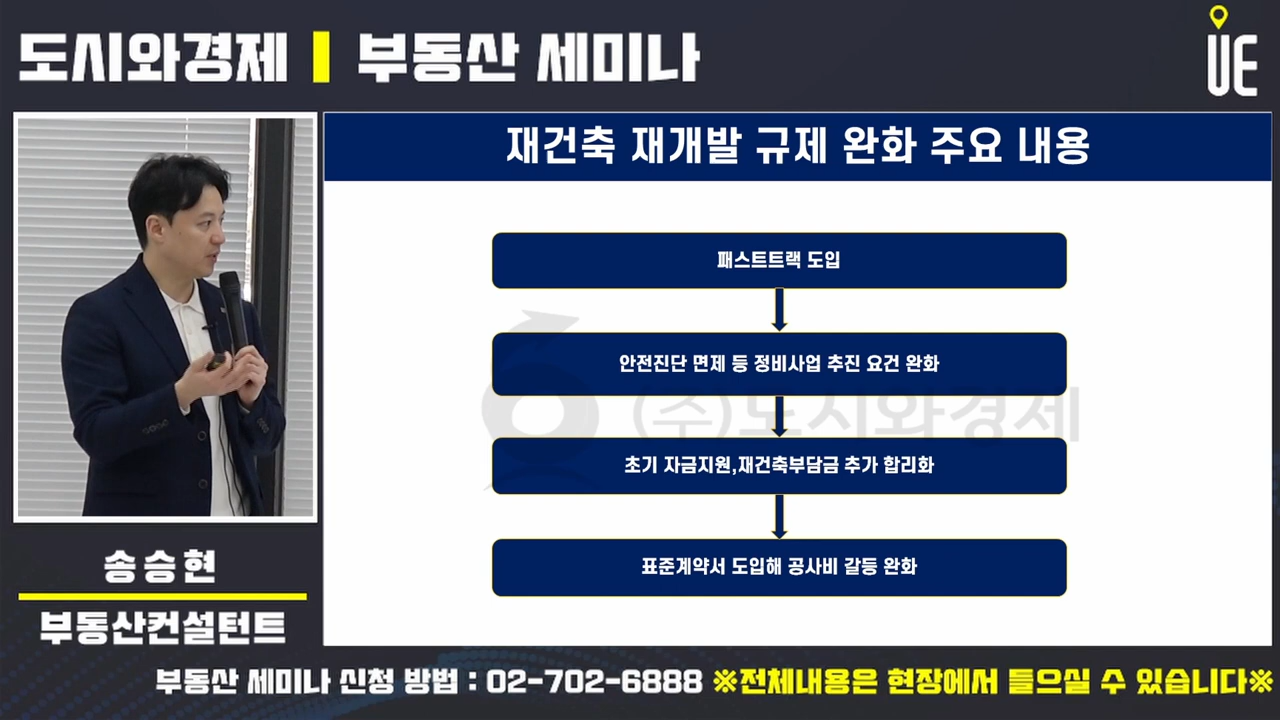 도시와경제 | 부동산 세미나
UE
재건축 재개발 규제 완화 주요 내용
패스트트랙 도입
안전진단 면제 등 정비사업 추진 요건 완화
(주)도시와경제
초기 자금지원,재건축부담금 추가 합리화
표준계약서 도입해 공사비 갈등 완화
송승현
부동산컨설턴트
부동산 세미나 신청 방법 : 02-702-6888 ※전체내용은 현장에서 들으실 수 있습니다※